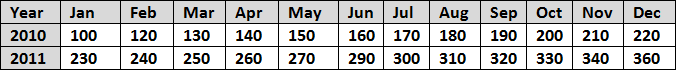 Year Jan Feb Mar Apr May Jun Jul Aug Sep Oct Nov Dec
2010 100 120 130 140 150 160 170 180 190 200 210 220
2011 230 240 250 260 270 290 300 310 320 330 340 360